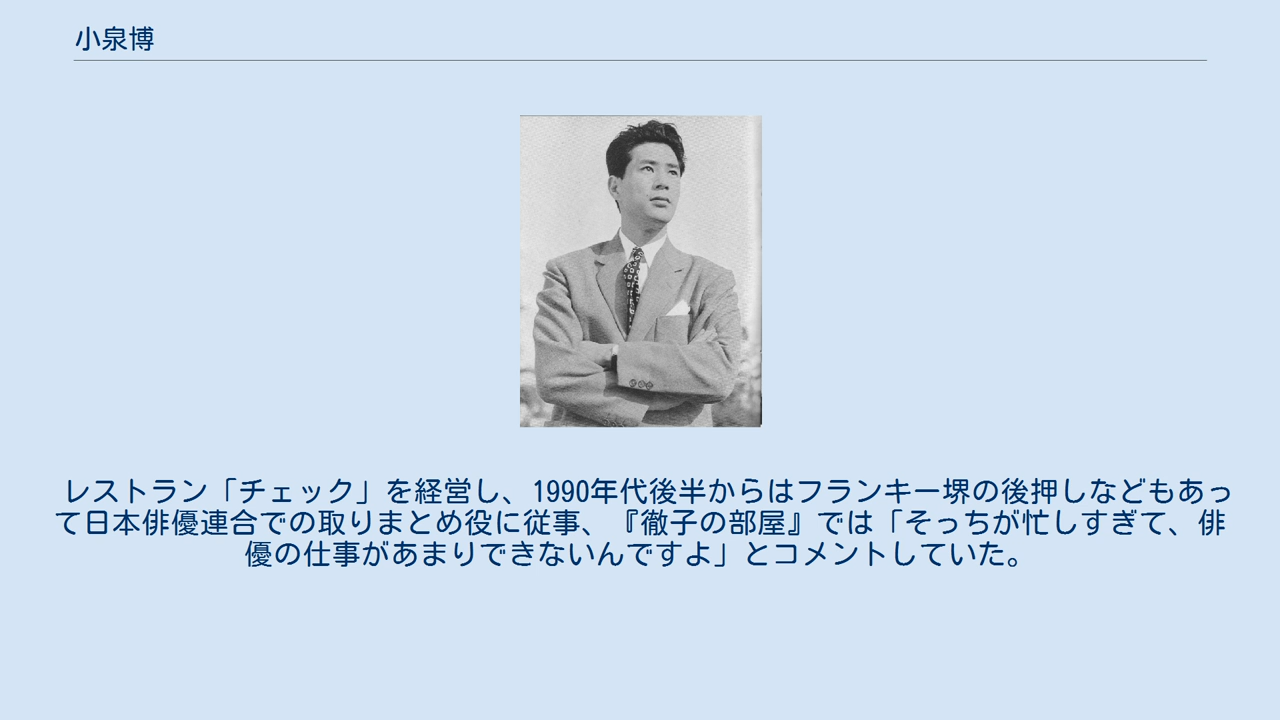 小泉博
レストラン「チェック」を経営し、1990年代後半からはフランキー堺の後押しなどもあっ
て日本俳優連合での取りまとめ役に従事、『徹子の部屋』では「そっちが忙しすぎて、俳
優の仕事があまりできないんですよ」とコメントしていた。